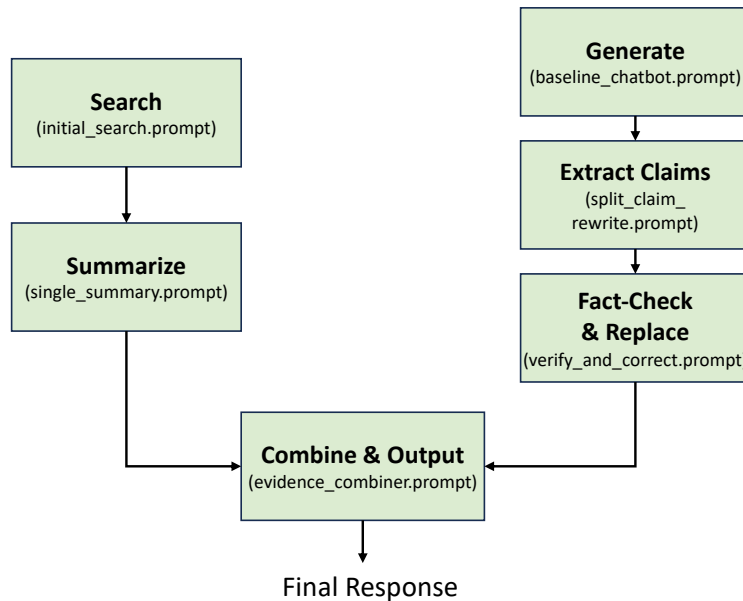 Search
(initial_search.prompt)
Summarize
(single_summary.prompt)
Generate
(baseline_chatbot.prompt)
Extract Claims
(split_claim_
rewrite.prompt)
Fact-Check
& Replace
(verify_and_correct.prompt)
Combine & Output
(evidence_combiner.prompt)
Final Response